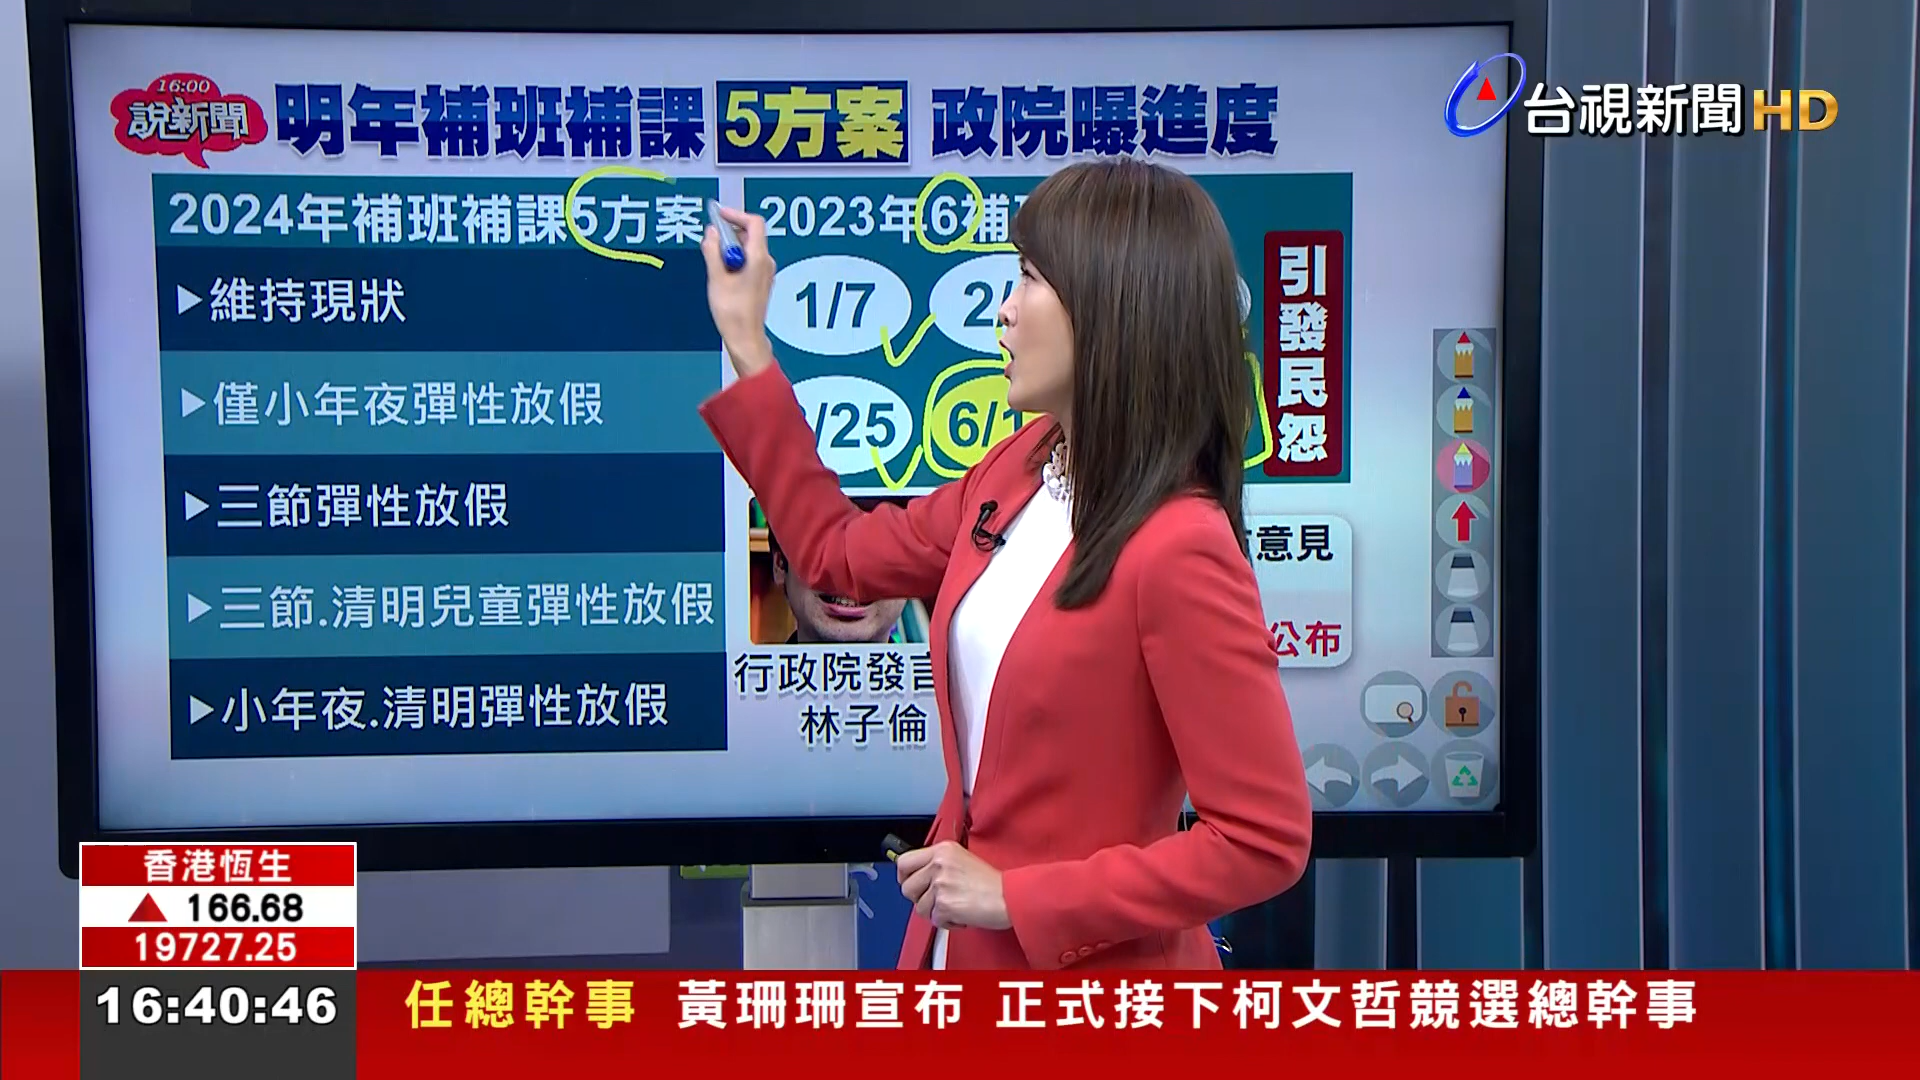 16:00
說新聞
明年補班補課 5方案 政院曝進度
台視新聞HD
2024年補班補課5方案
▶維持現狀
▶僅小年夜彈性放假
▶三節彈性放假
▶三節.清明兒童彈性放假
▶小年夜.清明彈性放假
2023年6補
1/7
2/
/25
6/1
引發民怨
意見
公布
行政院發言
林子倫
香港恆生
▲ 166.68
19727.25
16:40:46
任總幹事 黃珊珊宣布 正式接下柯文哲競選總幹事